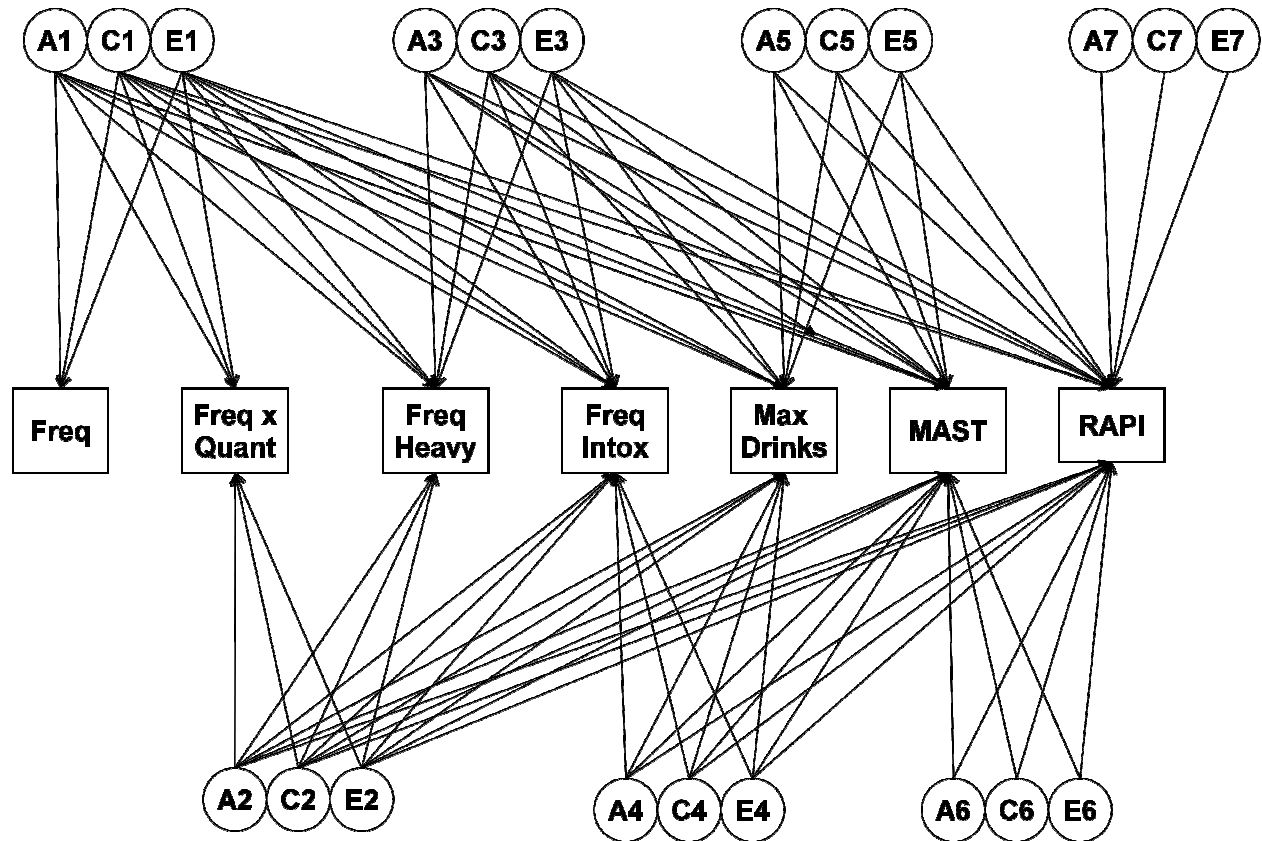 A1 C1 E1 A3 C3 E3 A5 C5 E5 A7 C7 E7
Freq
Freq x
Quant
Freq
Heavy
Freq
Intox
Max
Drinks
MAST
RAPI
A2 C2 E2 A4 C4 E4 A6 C6 E6